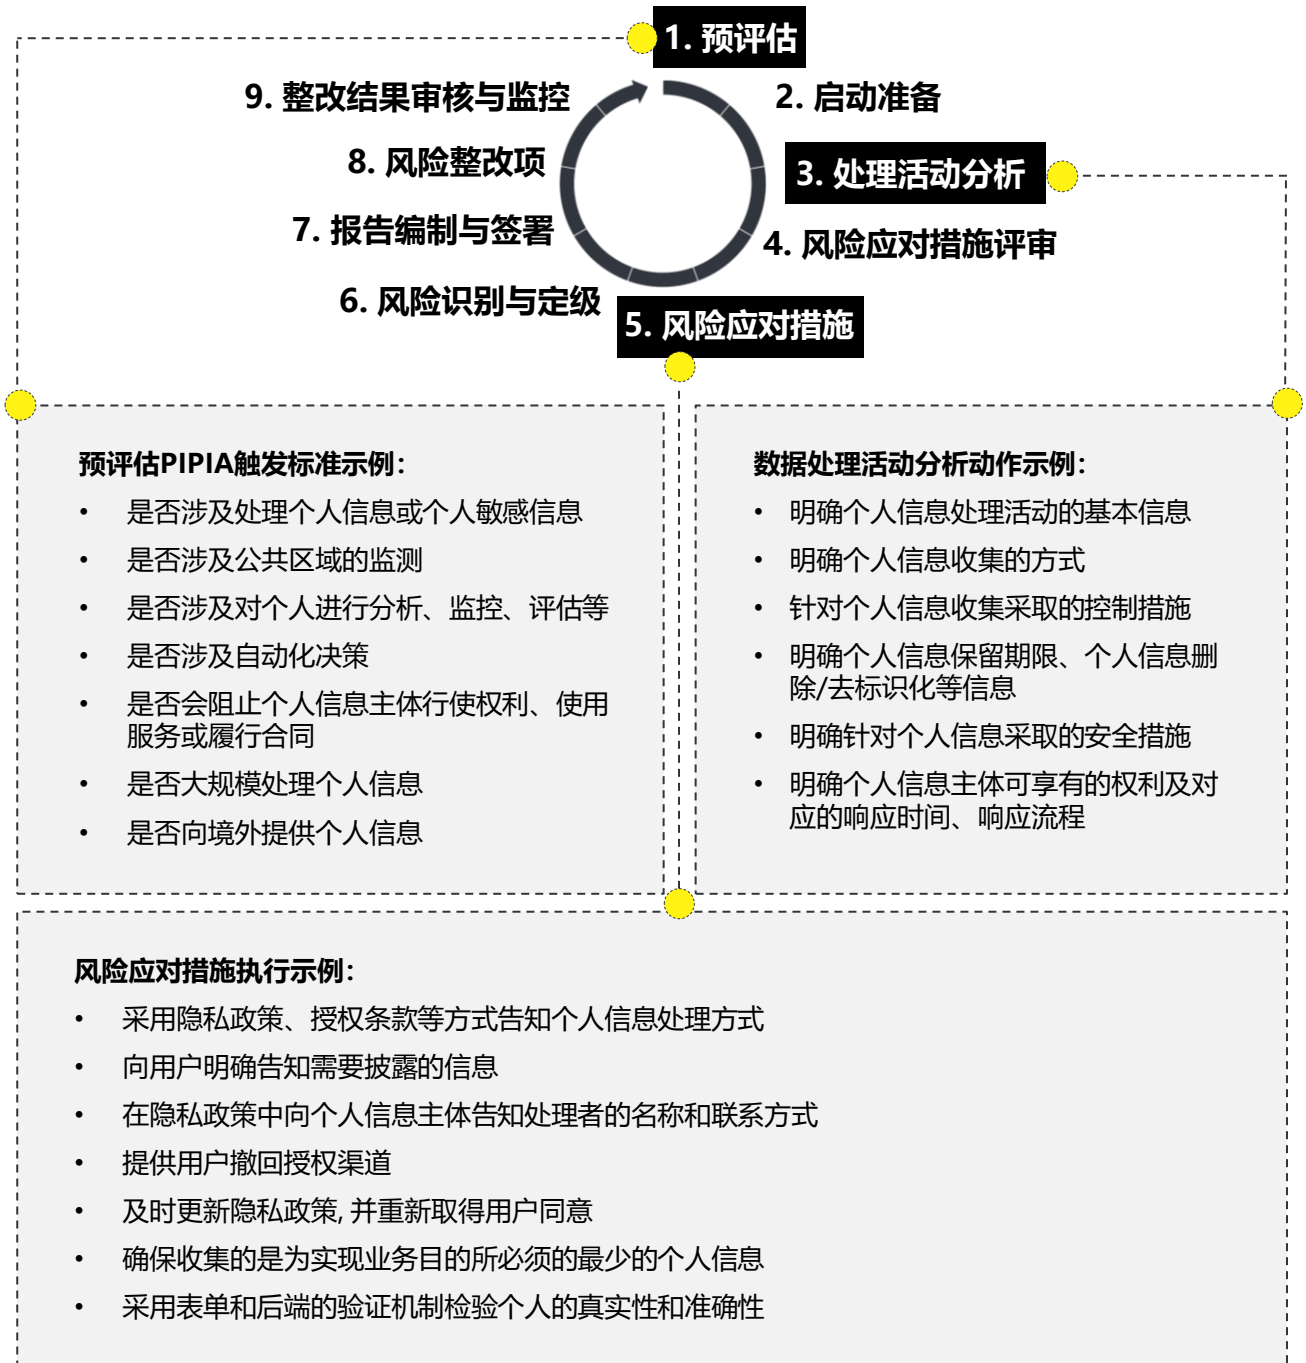 1. 预评估
2. 启动准备
3. 处理活动分析
4. 风险应对措施评审
5. 风险应对措施
6. 风险识别与定级
7. 报告编制与签署
8. 风险整改项
9. 整改结果审核与监控
预评估PIPIA触发标准示例：
• 是否涉及处理个人信息或个人敏感信息
• 是否涉及公共区域的监测
• 是否涉及对个人进行分析、监控、评估等
• 是否涉及自动化决策
• 是否会阻止个人信息主体行使权利、使用
服务或履行合同
• 是否大规模处理个人信息
• 是否向境外提供个人信息
数据处理活动分析动作示例：
• 明确个人信息处理活动的基本信息
• 明确个人信息收集的方式
• 针对个人信息收集采取的控制措施
• 明确个人信息保留期限、个人信息删
除/去标识化等信息
• 明确针对个人信息采取的安全措施
• 明确个人信息主体可享有的权利及对
应的响应时间、响应流程
风险应对措施执行示例：
• 采用隐私政策、授权条款等方式告知个人信息处理方式
• 向用户明确告知需要披露的信息
• 在隐私政策中向个人信息主体告知处理者的名称和联系方式
• 提供用户撤回授权渠道
• 及时更新隐私政策, 并重新取得用户同意
• 确保收集的是为实现业务目的所必须的最少的个人信息
• 采用表单和后端的验证机制检验个人的真实性和准确性